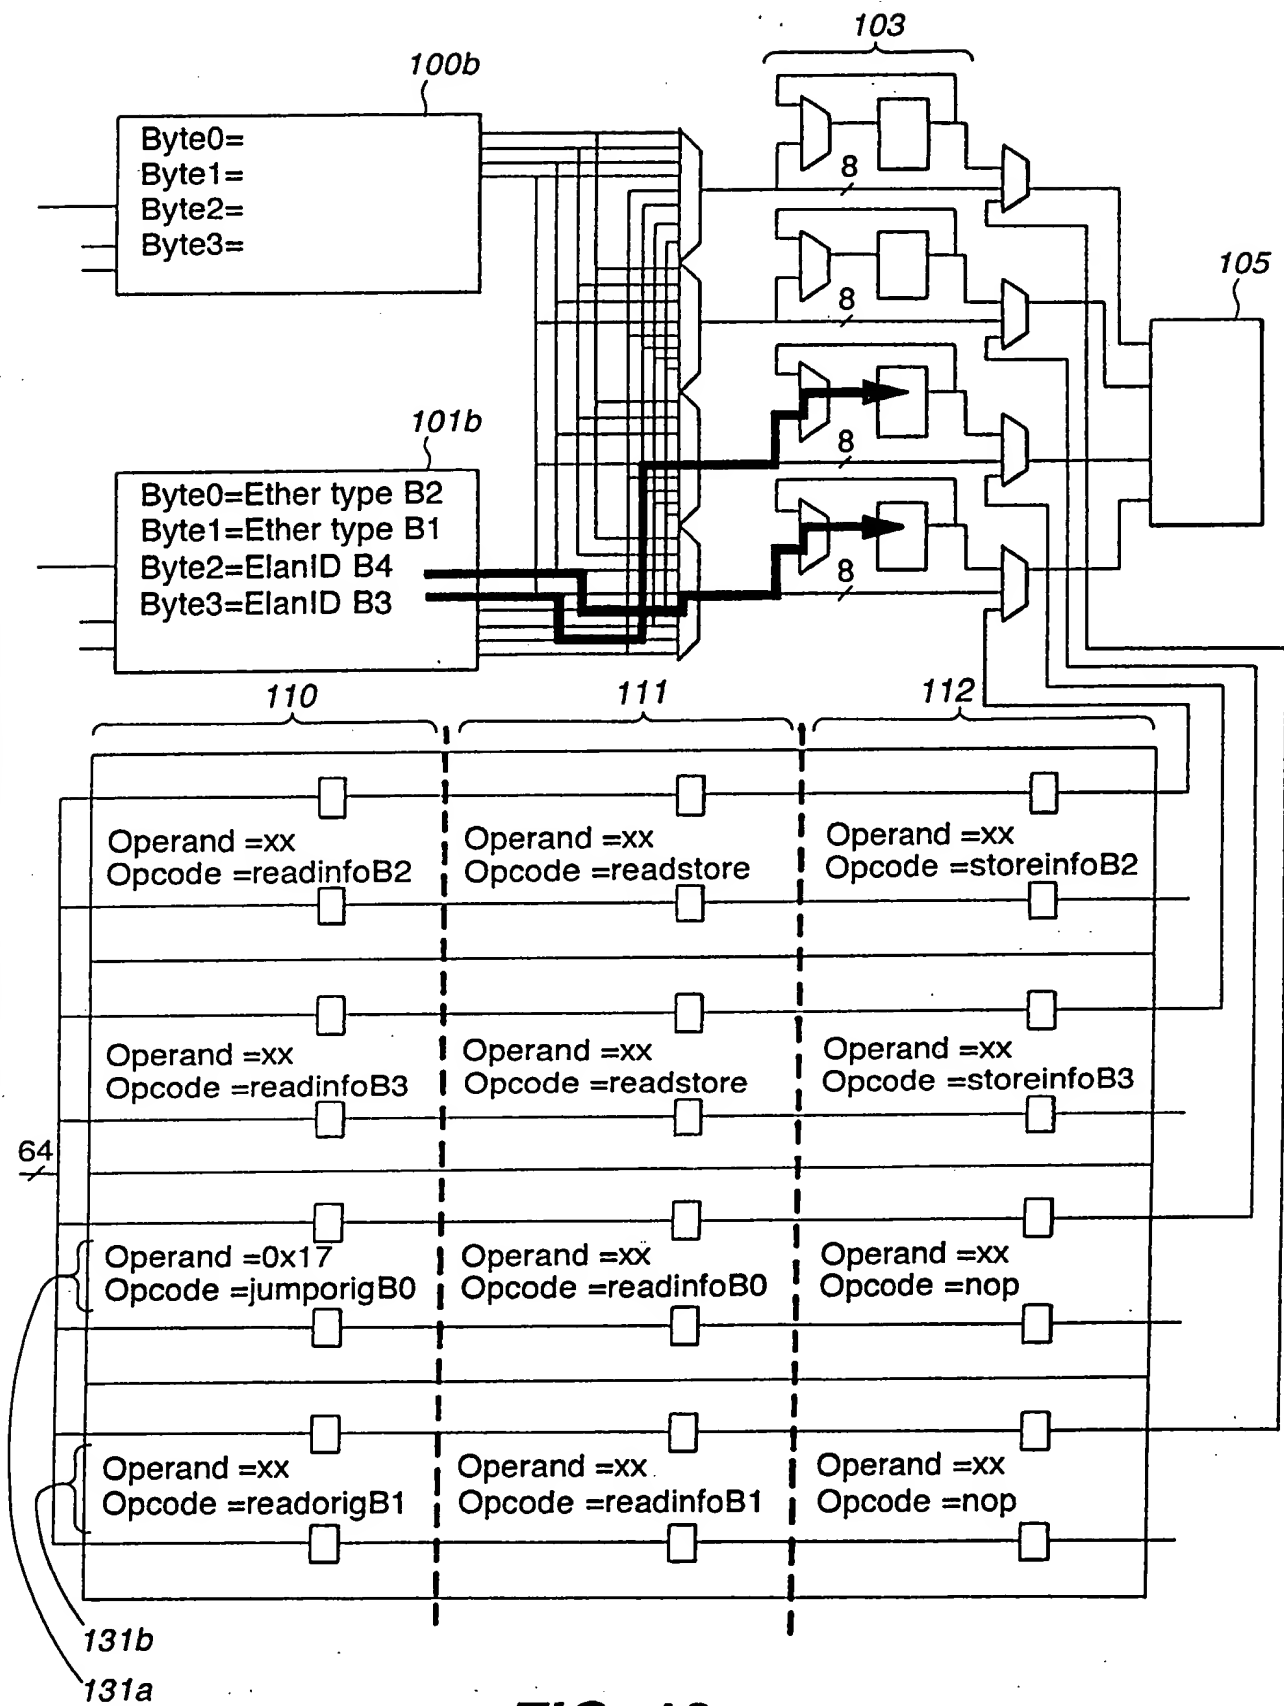 103
100b
Byte0=
Byte1=
Byte2=
Byte3=
8
8
105
101b
8
Byte0=Ether type B2
Byte1=Ether type B1
Byte2=ElanID B4
Byte3=ElanID B3
8
110
111
112
Operand =xx
Opcode =readinfoB2
Operand =xx
Opcode =readstore
Operand =xx
Opcode =storeinfoB2
Operand =xx
Opcode =readinfoB3
Operand =xx
Opcode =readstore
Operand =xx
Opcode =storeinfoB3
64
Operand =0x17
Opcode =jumporigB0
Operand =xx
Opcode =readinfoB0
Operand =xx
Opcode =nop
Operand =xx
Opcode =readorigB1
Operand =xx
Opcode =readinfoB1
Operand =xx
Opcode =nop
131b
131a